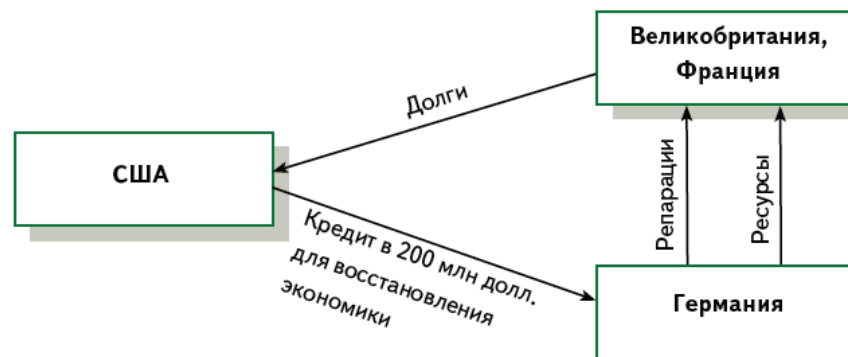 Великобритания,
Франция
Долги
США
Кредит в 200 млн долл.
для восстановления
экономики
Репарации
Ресурсы
Германия